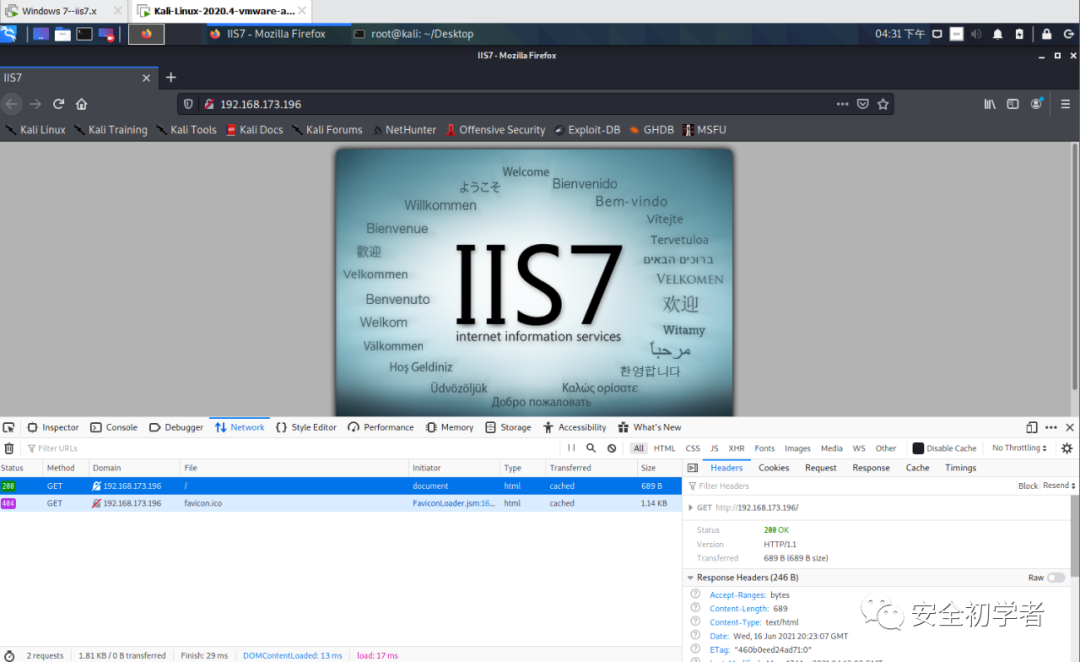 Windows 7--iis7.x
Kali-Linux-2020.4-vmware-a...
IIS7 - Mozilla Firefox
root@kali: ~/Desktop
04:31 下午
IIS7 - Mozilla Firefox
IIS7
192.168.173.196
Kali Linux Kali Training Kali Tools Kali Docs Kali Forums NetHunter Offensive Security Exploit-DB GHDB MSFU
Welcome
ようこそ
Bienvenido
Willkommen
Bem-vindo
Vítejte
Bienvenue
Tervetuloa
歡迎
ברוכים הבאים
Velkommen
VELKOMEN
Benvenuto
欢迎
Welkom
Witamy
Välkommen
مرحباً
Hoş Geldiniz
환영합니다
Üdvözöljük
Καλώς ορίσατε
Добро пожаловать
IIS7
internet information services
Inspector Console Debugger Network Style Editor Performance Memory Storage Accessibility What's New
Filter URLs
All HTML CSS JS XHR Fonts Images Media WS Other Disable Cache No Throttling
Status Method Domain File Initiator Type Transferred Size
200 GET 192.168.173.196 / document html cached 689 B
404 GET 192.168.173.196 favicon.ico FaviconLoader.jsm:16... html cached 1.14 KB
Headers Cookies Request Response Cache Timings
Filter Headers
Block Resend
GET http://192.168.173.196/
Status 200 OK
Version HTTP/1.1
Transferred 689 B (689 B size)
Response Headers (246 B)
Raw
Accept-Ranges: bytes
Content-Length: 689
Content-Type: text/html
Date: Wed, 16 Jun 2021 20:23:07 GMT
ETag: "460b0eed24ad71:0"
安全初学者
2 requests 1.81 KB / 0 B transferred Finish: 29 ms DOMContentLoaded: 13 ms load: 17 ms